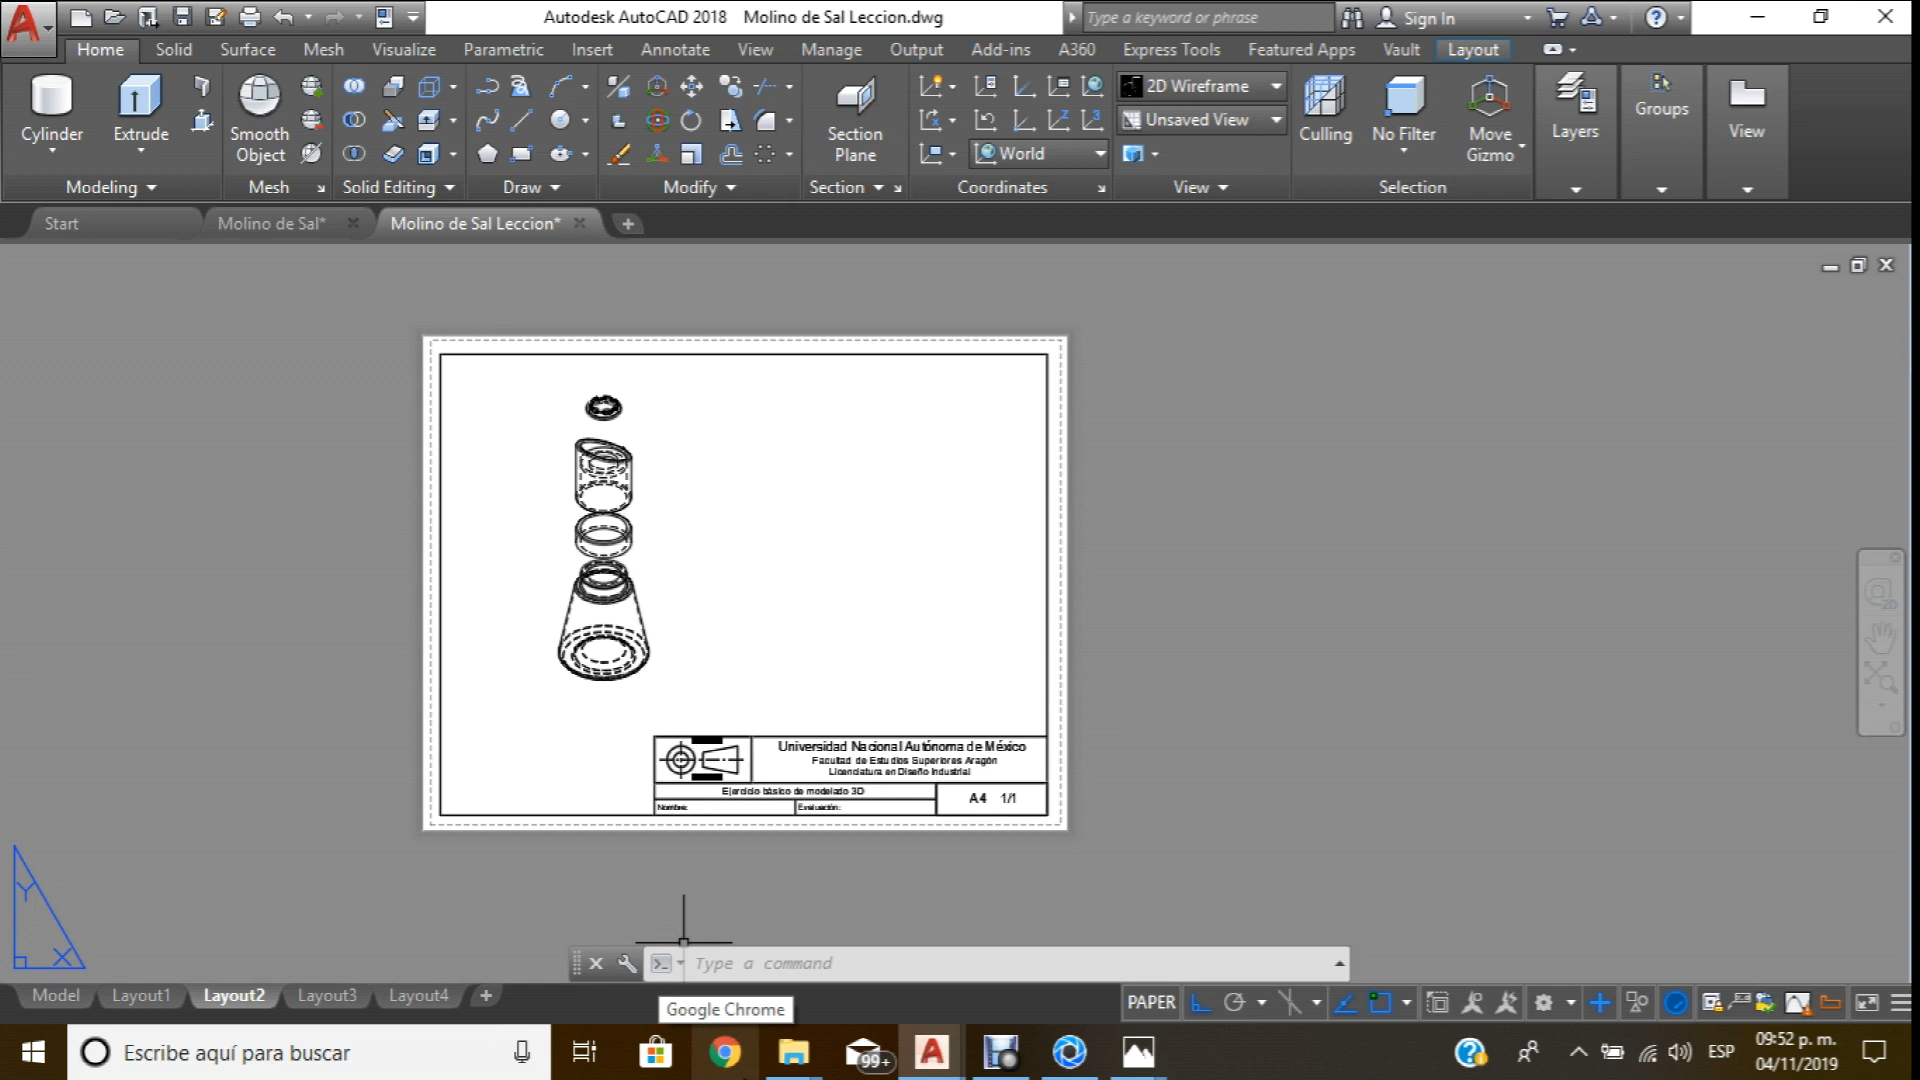 Autodesk AutoCAD 2018 Molino de Sal Leccion.dwg
Type a keyword or phrase
Sign In
Home Solid Surface Mesh Visualize Parametric Insert Annotate View Manage Output Add-ins A360 Express Tools Featured Apps Vault Layout
2D Wireframe
Unsaved View
World
Cylinder Extrude Smooth Object Section Plane Culling No Filter Move Gizmo Layers Groups View
Modeling Mesh Solid Editing Draw Modify Section Coordinates View Selection
Start Molino de Sal* Molino de Sal Leccion*
Universidad Nacional Autónoma de México
Facultad de Estudios Superiores Aragón
Licenciatura en Diseño Industrial
Ejercicio básico de modelado 3D
A4 1/1
Nombre: Evaluación:
Y
X
Type a command
Model Layout1 Layout2 Layout3 Layout4
PAPER
Google Chrome
Escribe aquí para buscar
99+
ESP
09:52 p. m.
04/11/2019